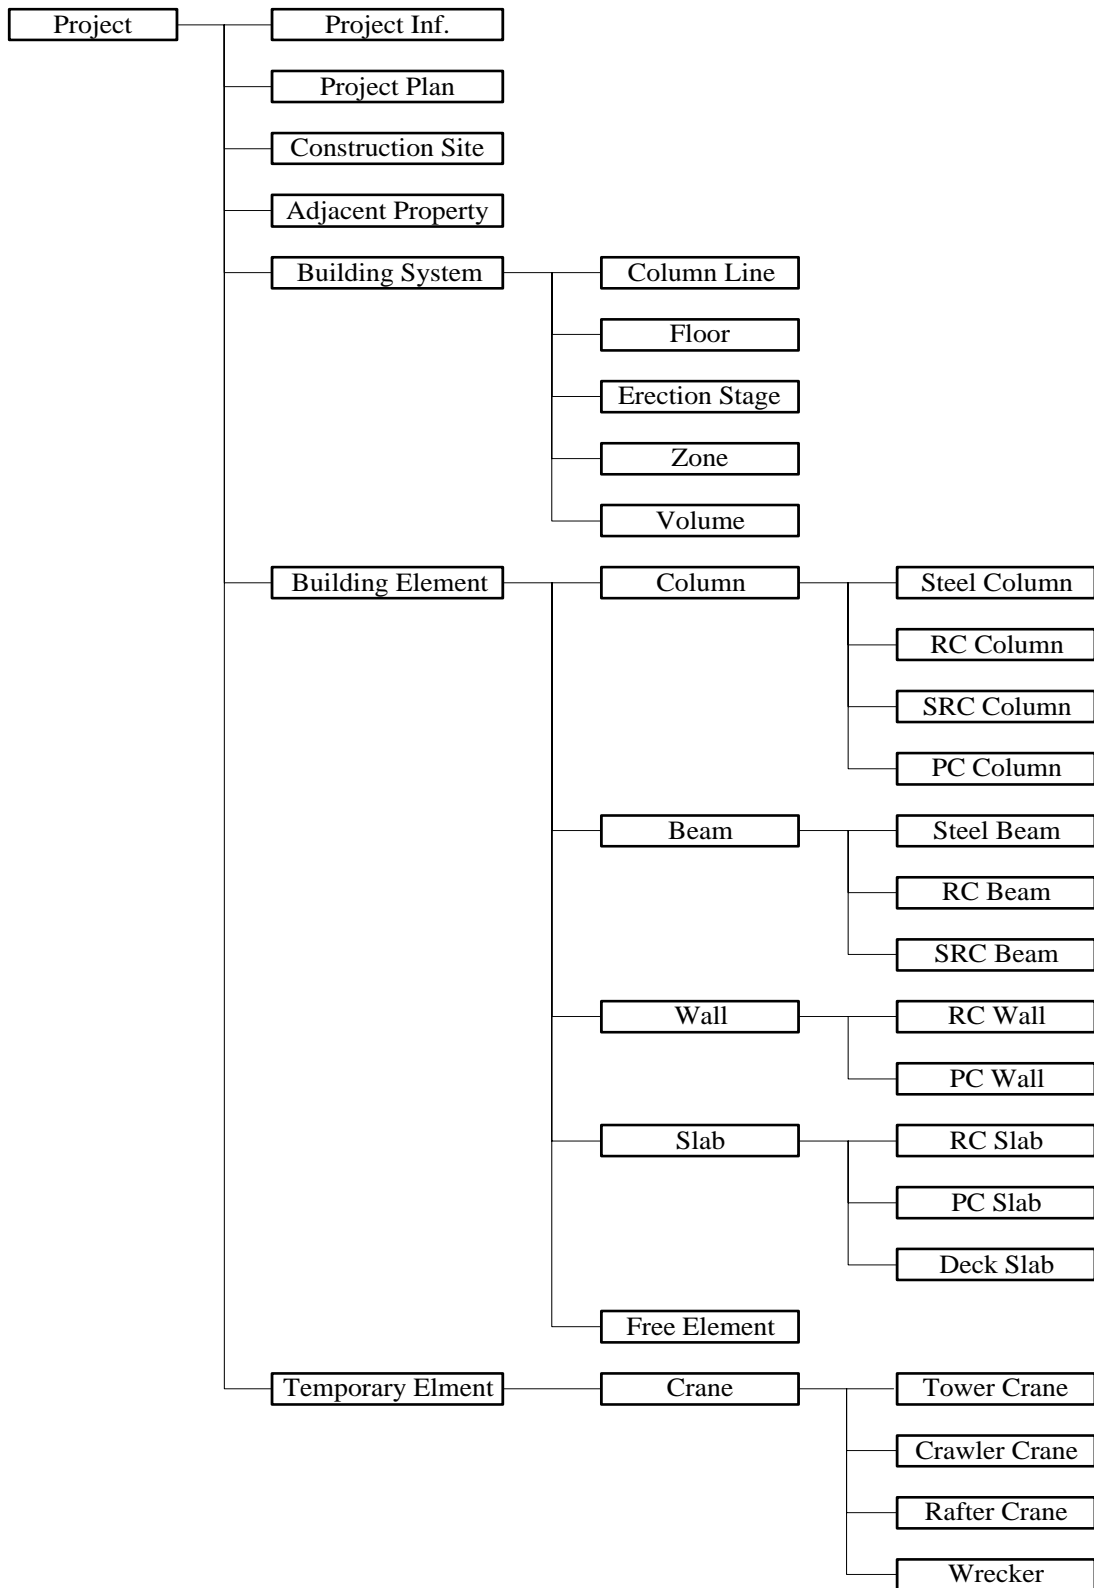 Project
Project Inf.
Project Plan
Construction Site
Adjacent Property
Building System
Column Line
Floor
Erection Stage
Zone
Volume
Building Element
Column
Steel Column
RC Column
SRC Column
PC Column
Beam
Steel Beam
RC Beam
SRC Beam
Wall
RC Wall
PC Wall
Slab
RC Slab
PC Slab
Deck Slab
Free Element
Temporary Elment
Crane
Tower Crane
Crawler Crane
Rafter Crane
Wrecker